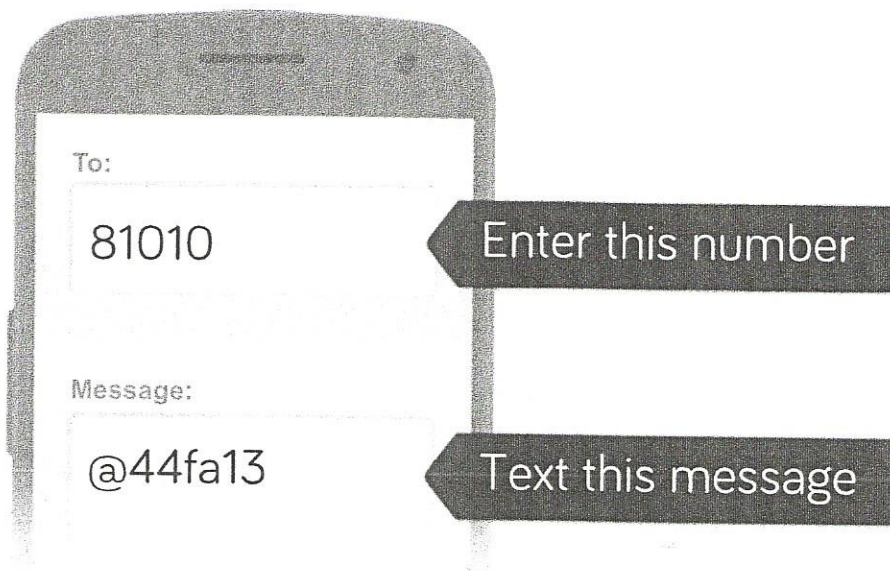 To:
81010
Enter this number
Message:
@44fa13
Text this message